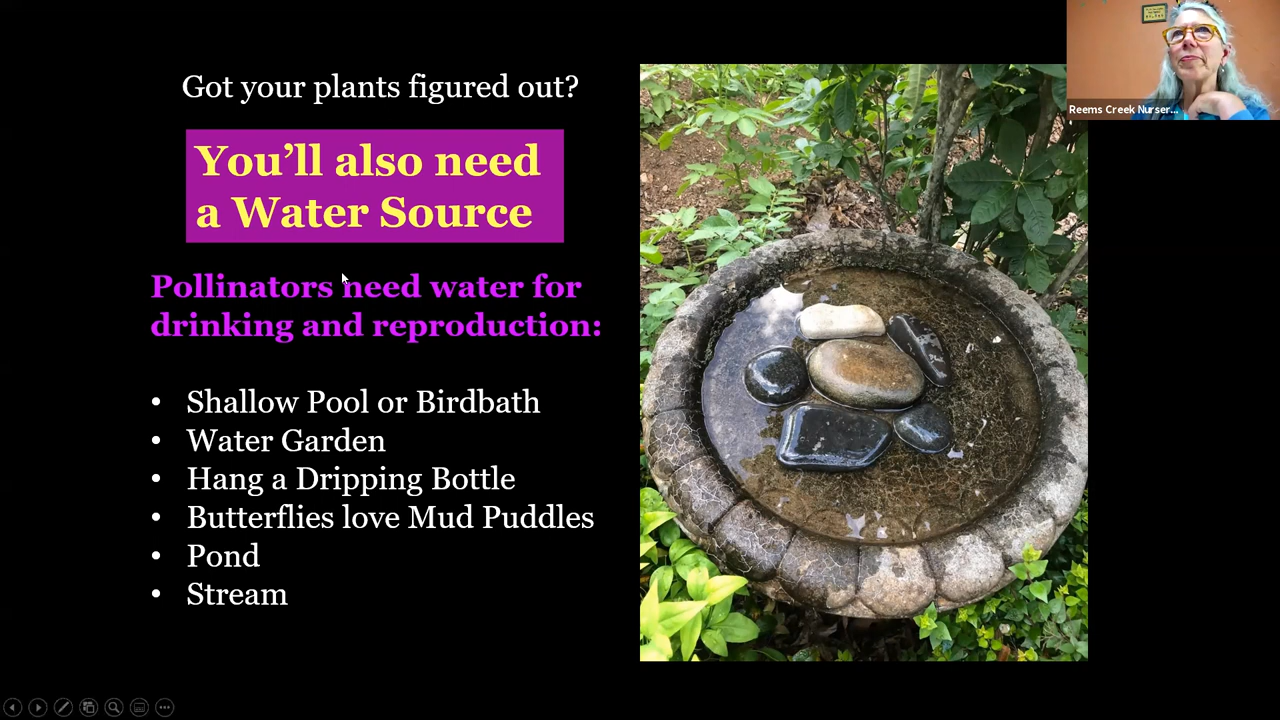 Got your plants figured out?
You'll also need
a Water Source
Pollinators need water for
drinking and reproduction:
• Shallow Pool or Birdbath
• Water Garden
• Hang a Dripping Bottle
• Butterflies love Mud Puddles
• Pond
• Stream
Reems Creek Nurser...